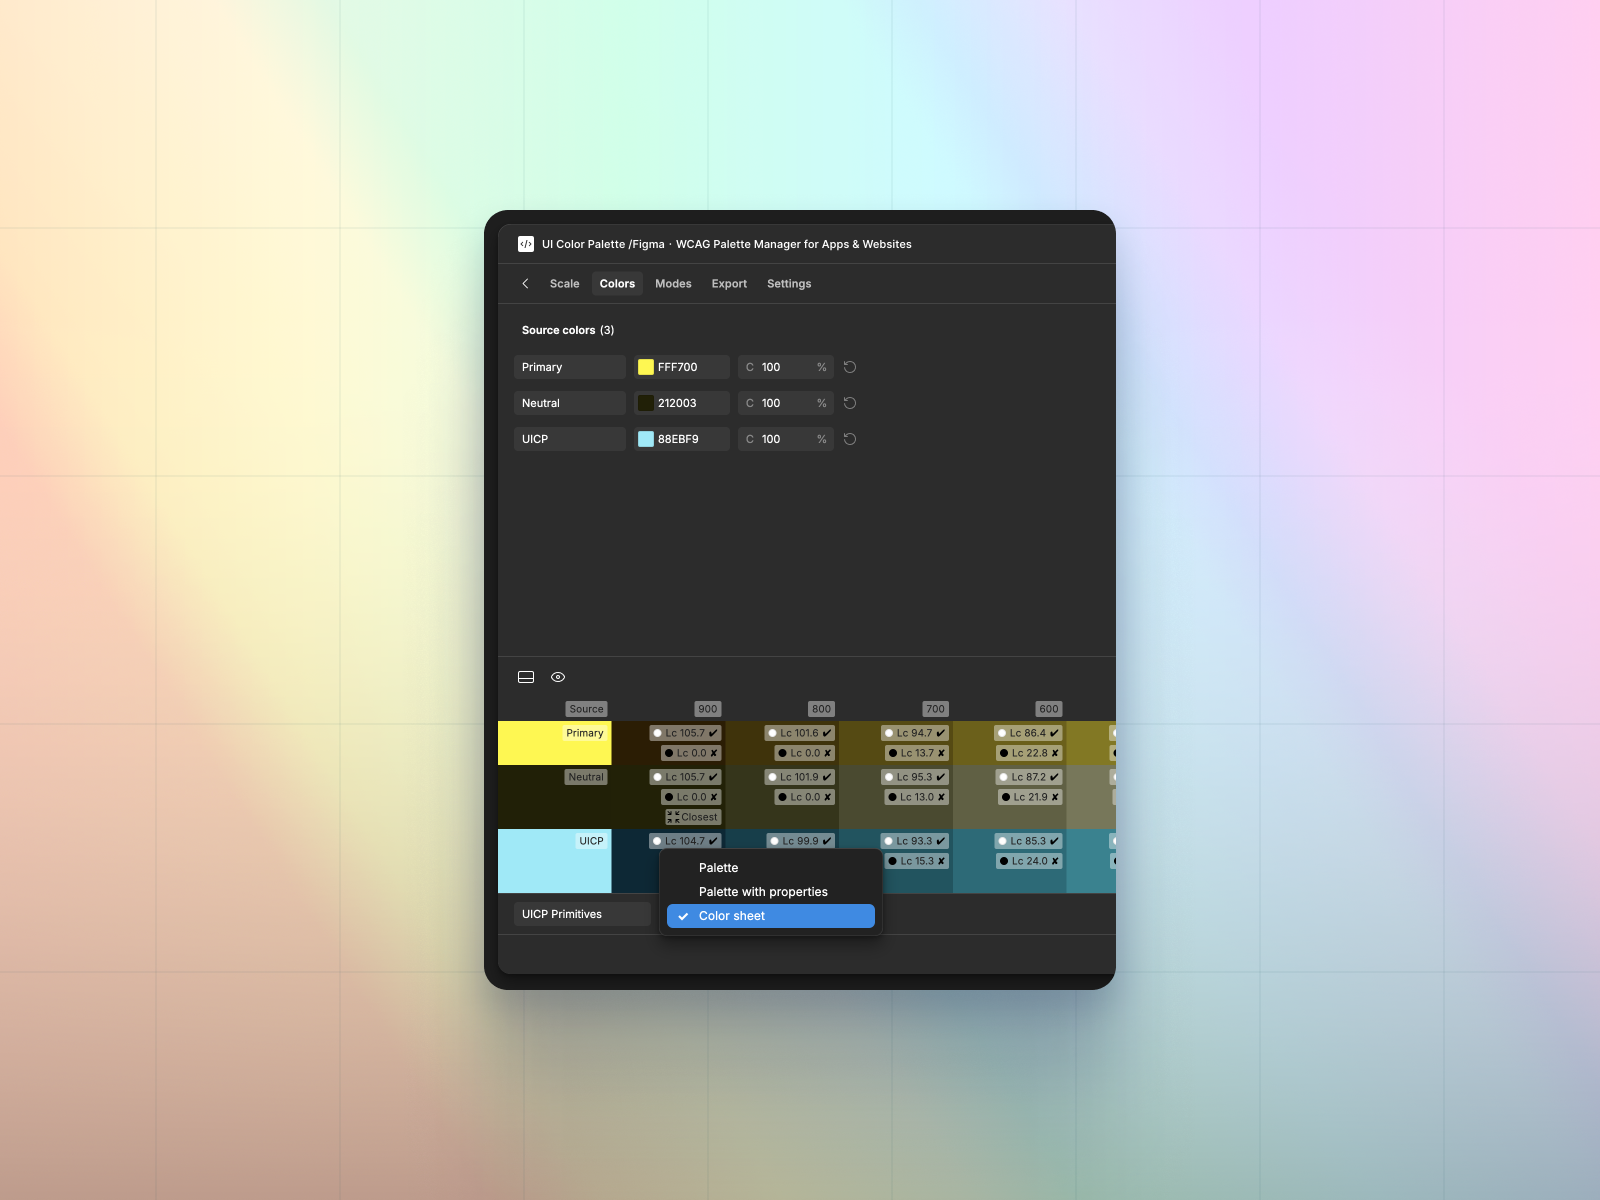 UI Color Palette /Figma · WCAG Palette Manager for Apps & Websites
Scale Colors Modes Export Settings
Source colors (3)
Primary FFF700 C 100 %
Neutral 212003 C 100 %
UICP 88EBF9 C 100 %
Source 900 800 700 600
Primary Lc 105.7 ✔ Lc 101.6 ✔ Lc 94.7 ✔ Lc 86.4 ✔
Lc 0.0 ✘ Lc 0.0 ✘ Lc 13.7 ✘ Lc 22.8 ✘
Neutral Lc 105.7 ✔ Lc 101.9 ✔ Lc 95.3 ✔ Lc 87.2 ✔
Lc 0.0 ✘ Lc 0.0 ✘ Lc 13.0 ✘ Lc 21.9 ✘
Closest
UICP Lc 104.7 ✔ Lc 99.9 ✔ Lc 93.3 ✔ Lc 85.3 ✔
Lc 15.3 ✘ Lc 24.0 ✘
Palette
Palette with properties
UICP Primitives ✓ Color sheet